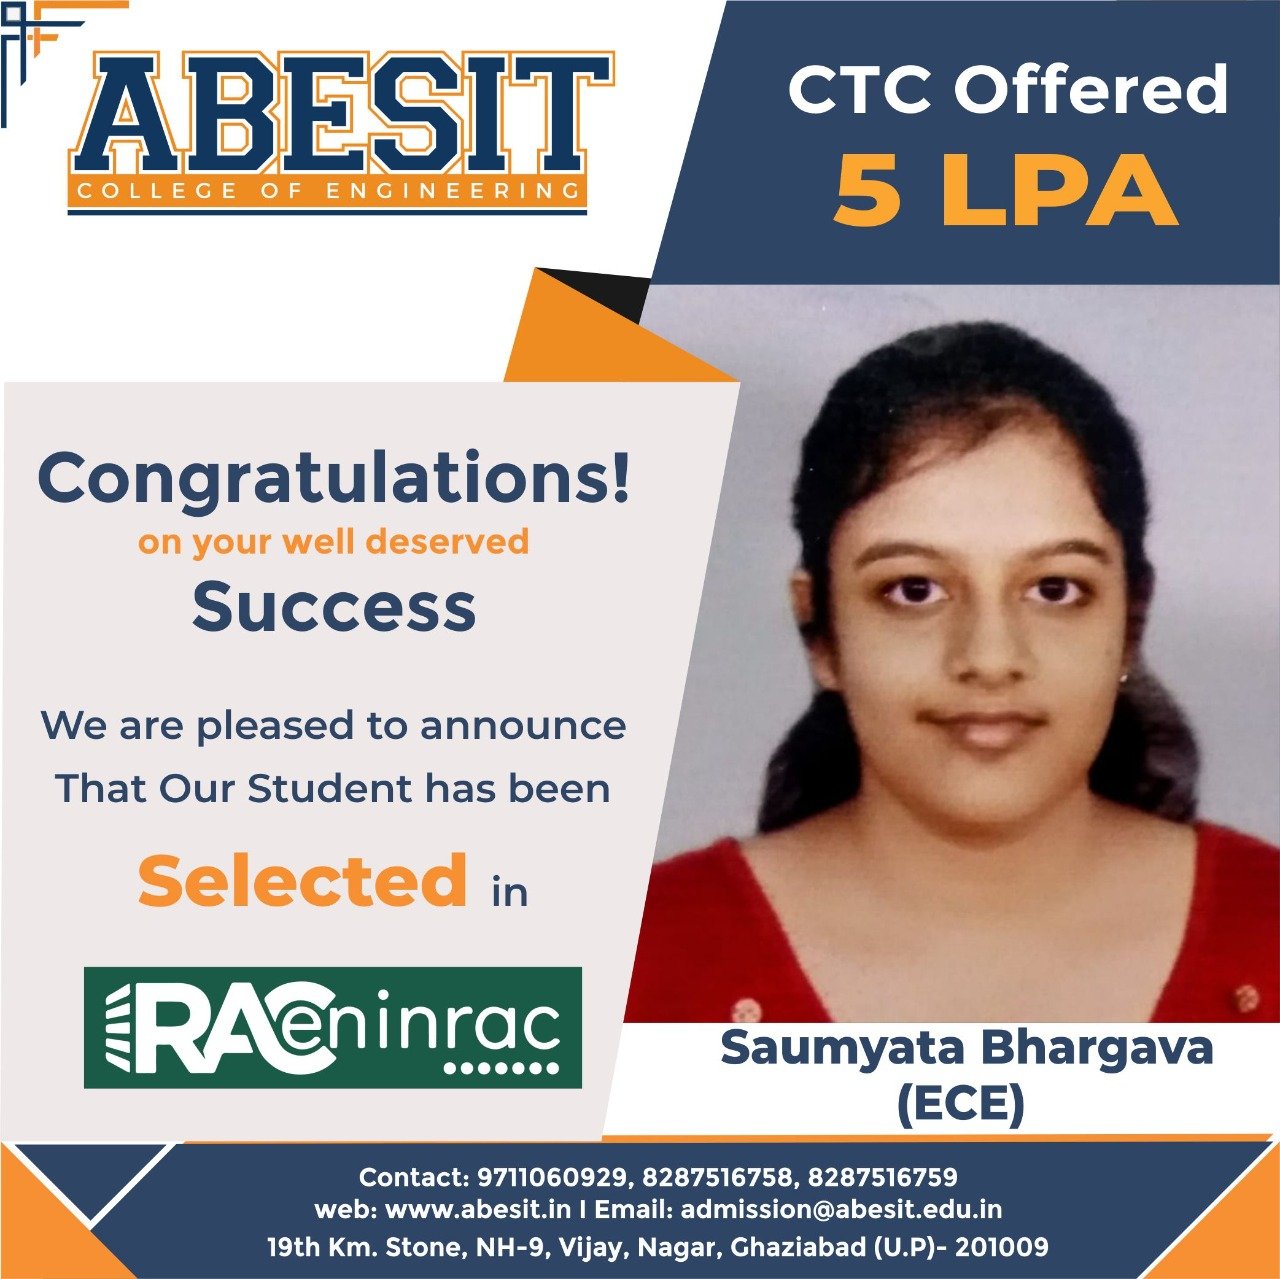 ABESIT
COLLEGE OF ENGINEERING
CTC Offered
5 LPA
Congratulations!
on your well deserved
Success
We are pleased to announce
That Our Student has been
Selected in
RACeninrac
Saumyata Bhargava
(ECE)
Contact: 9711060929, 8287516758, 8287516759
web: www.abesit.in I Email: admission@abesit.edu.in
19th Km. Stone, NH-9, Vijay, Nagar, Ghaziabad (U.P)- 201009